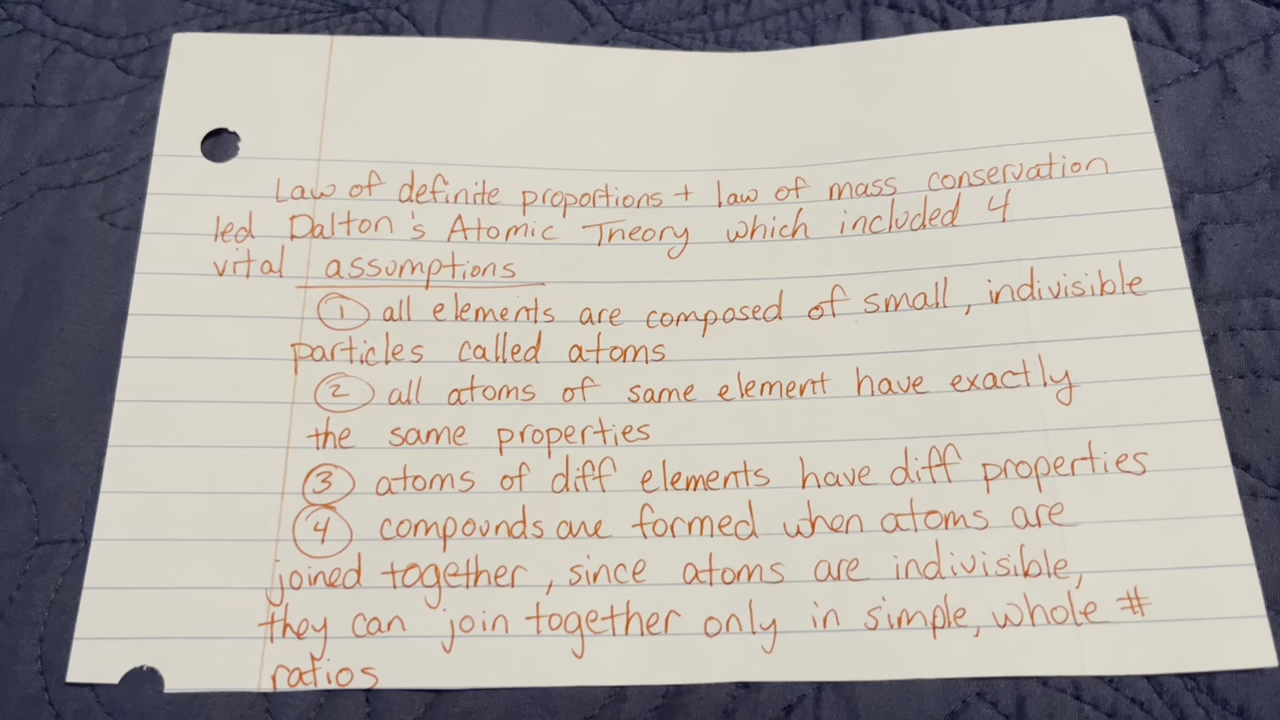 Law of definite proportions + law of mass conservation
led Dalton's Atomic Theory which included 4
vital assumptions
① all elements are composed of small, indivisible
particles called atoms
② all atoms of same element have exactly
the same properties
③ atoms of diff elements have diff properties
④ compounds are formed when atoms are
joined together, since atoms are indivisible,
they can join together only in simple, whole #
ratios